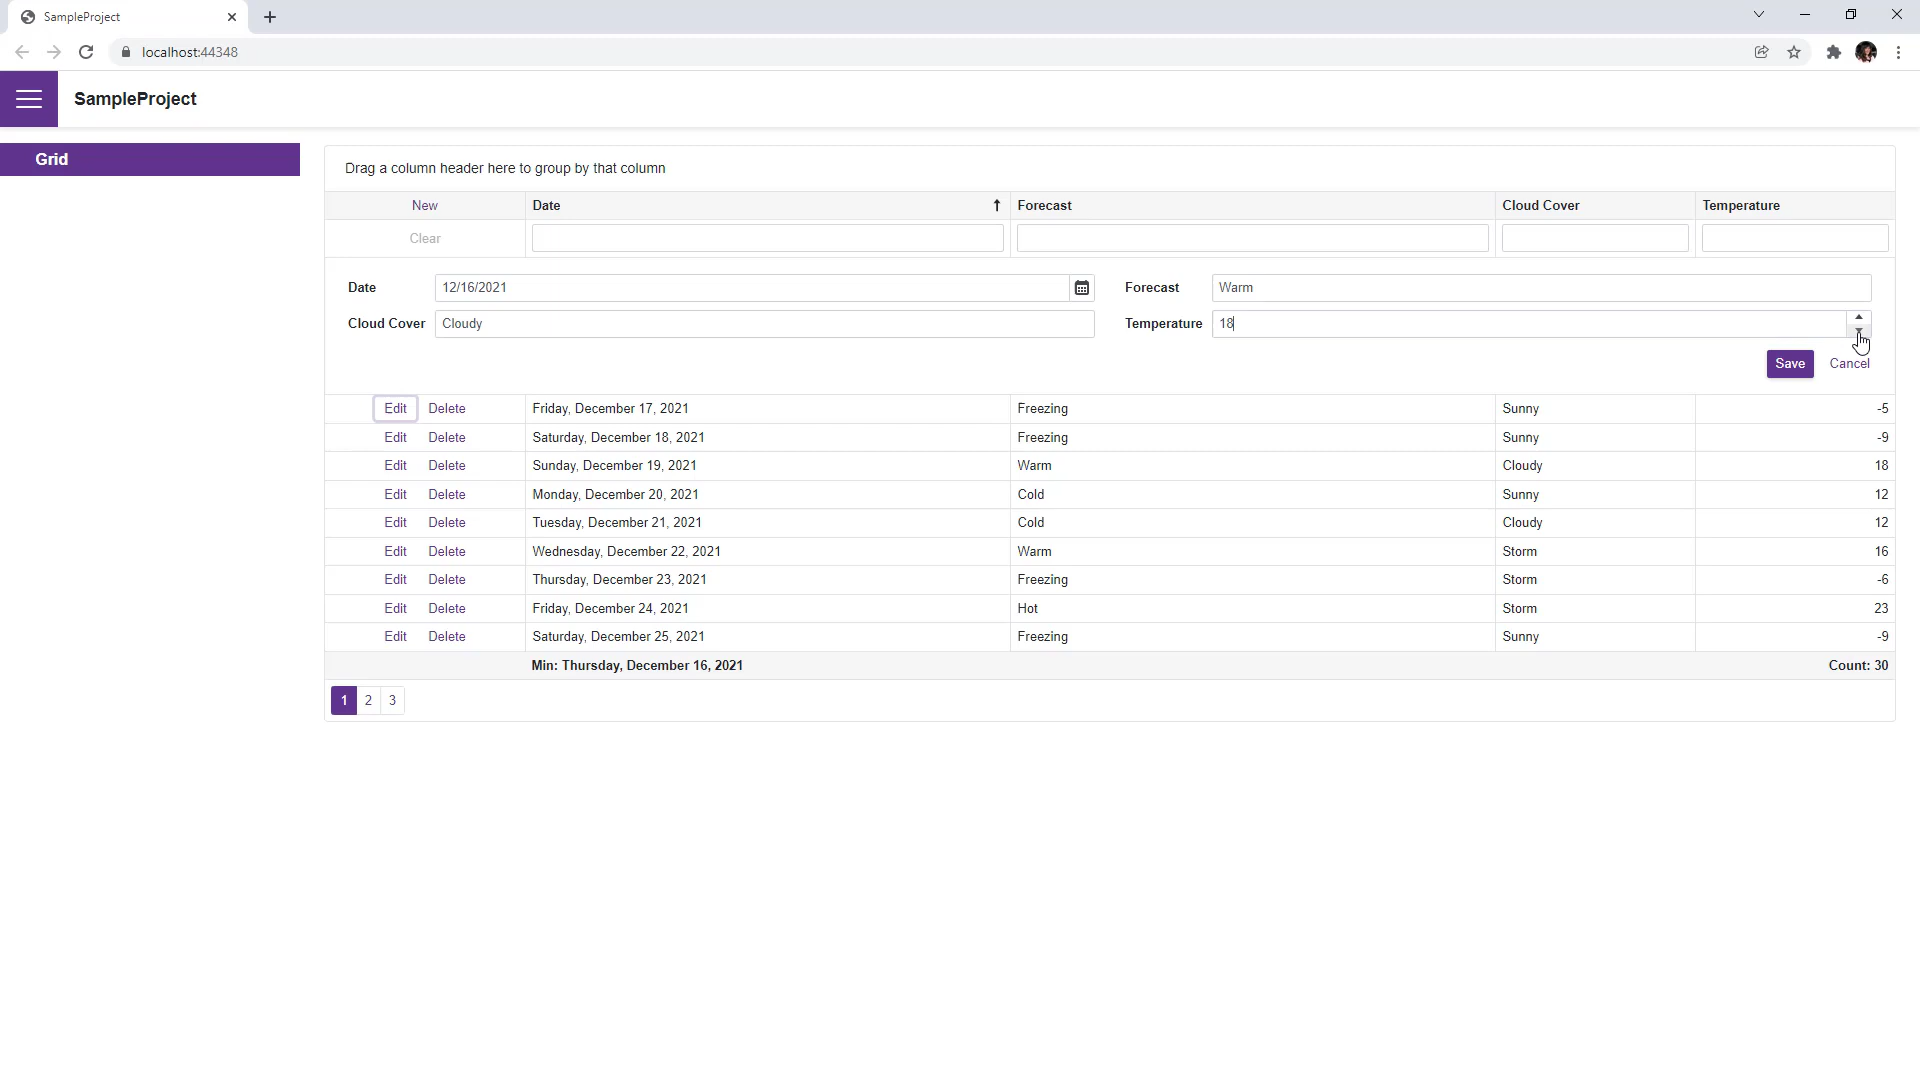 SampleProject
localhost:44348
SampleProject
Grid
Drag a column header here to group by that column
New Date Forecast Cloud Cover Temperature
Clear
Date 12/16/2021 Forecast Warm
Cloud Cover Cloudy Temperature 18
Save Cancel
Edit Delete Friday, December 17, 2021 Freezing Sunny -5
Edit Delete Saturday, December 18, 2021 Freezing Sunny -9
Edit Delete Sunday, December 19, 2021 Warm Cloudy 18
Edit Delete Monday, December 20, 2021 Cold Sunny 12
Edit Delete Tuesday, December 21, 2021 Cold Cloudy 12
Edit Delete Wednesday, December 22, 2021 Warm Storm 16
Edit Delete Thursday, December 23, 2021 Freezing Storm -6
Edit Delete Friday, December 24, 2021 Hot Storm 23
Edit Delete Saturday, December 25, 2021 Freezing Sunny -9
Min: Thursday, December 16, 2021 Count: 30
1 2 3